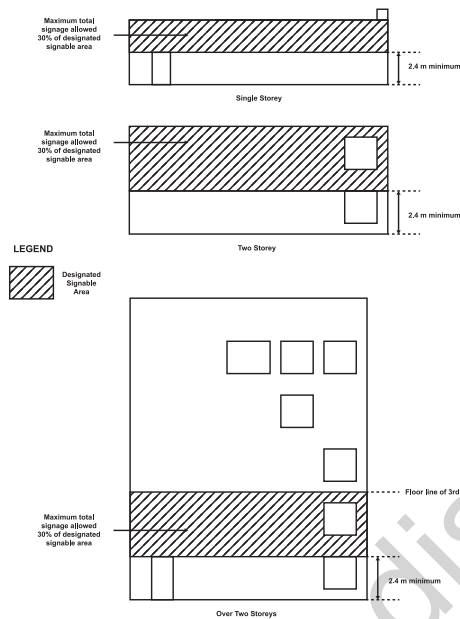 Maximum total
signage allowed
30% of designated
signable area
2.4 m minimum
Single Storey
Maximum total
signage allowed
30% of designated
signable area
2.4 m minimum
Two Storey
LEGEND
Designated
Signable
Area
Floor line of 3rd
Maximum total
signage allowed
30% of designated
signable area
2.4 m minimum
Over Two Storeys